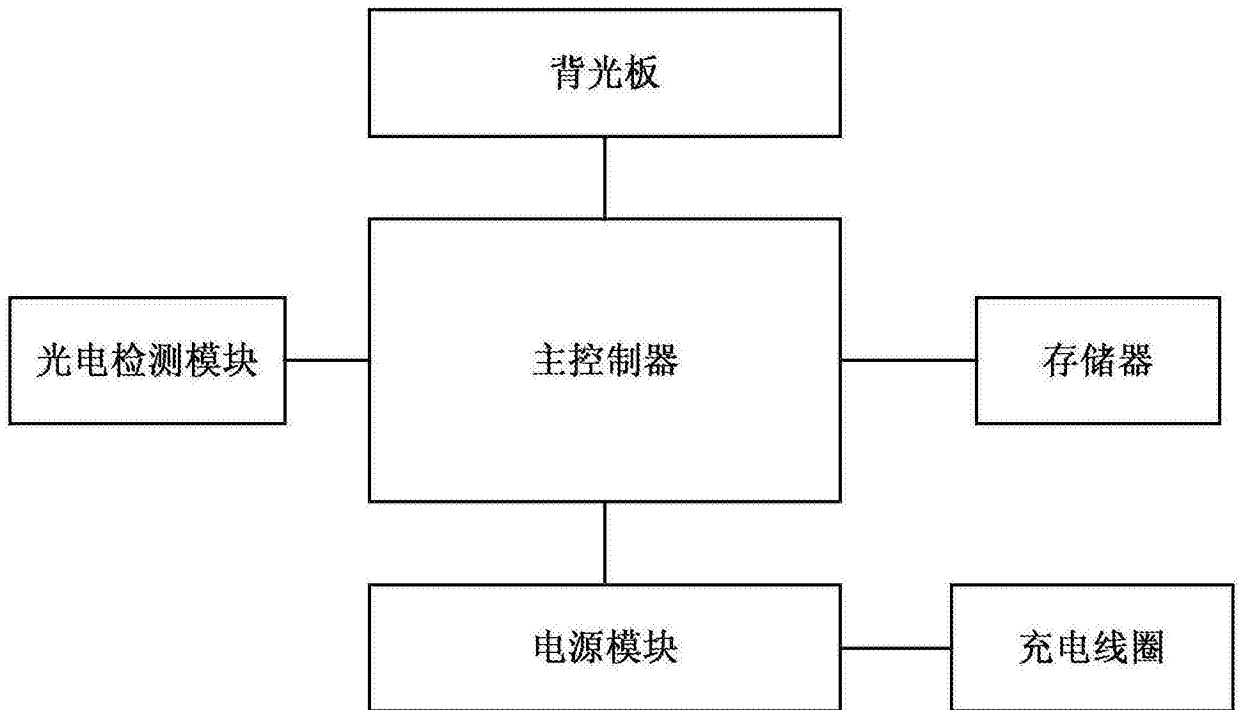 背光板
光电检测模块
主控制器
存储器
电源模块
充电线圈